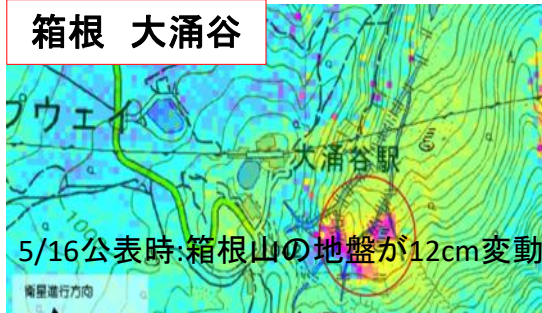 箱根 大涌谷
プウェイ
大涌谷駅
5/16公表時:箱根山の地盤が12cm変動
衛星進行方向